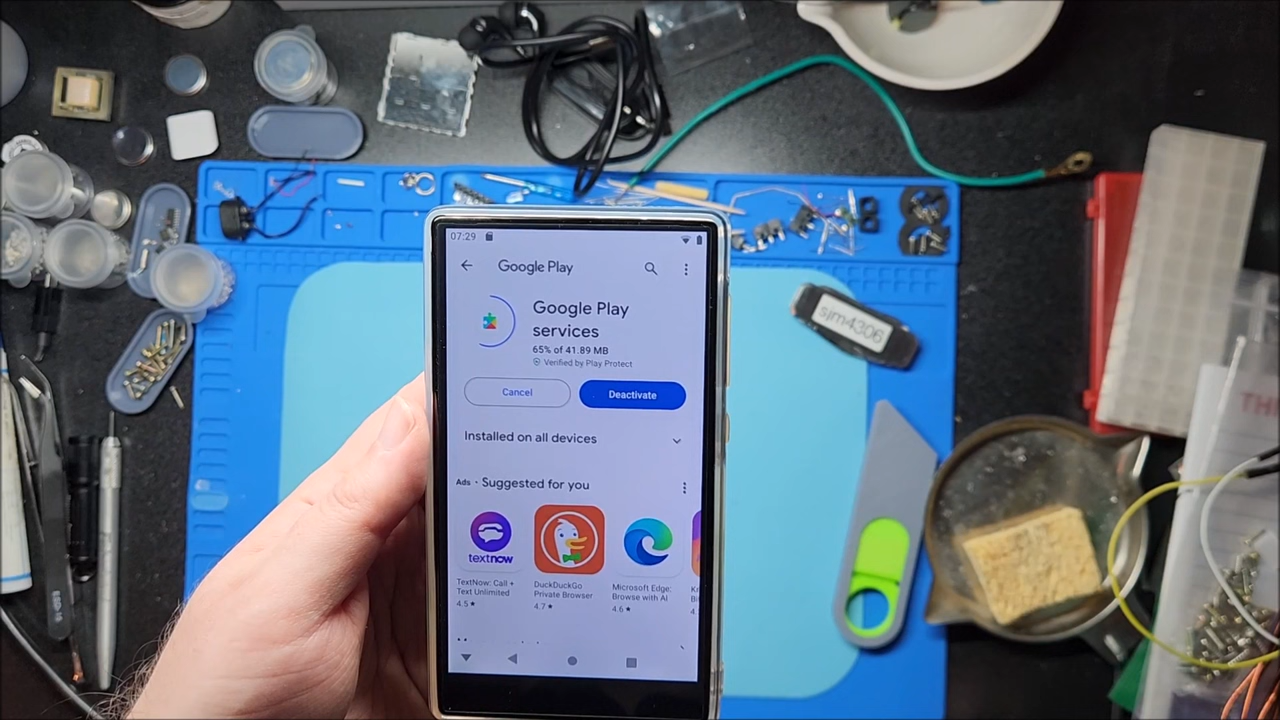 07:29
Google Play
Google Play
services
65% of 41.89 MB
Verified by Play Protect
Cancel
Deactivate
Installed on all devices
Ads · Suggested for you
textnow
TextNow: Call +
Text Unlimited
4.5★
DuckDuckGo
Private Browser
4.7★
Microsoft Edge:
Browse with AI
4.6★
sjm4306
TH